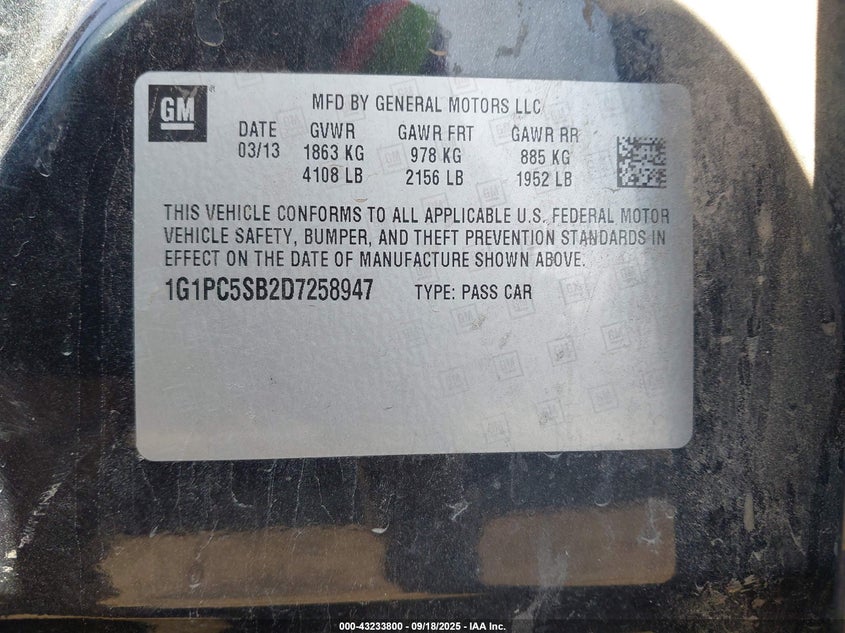 GM
MFD BY GENERAL MOTORS LLC
DATE GVWR GAWR FRT GAWR RR
03/13 1863 KG 978 KG 885 KG
4108 LB 2156 LB 1952 LB
THIS VEHICLE CONFORMS TO ALL APPLICABLE U.S. FEDERAL MOTOR
VEHICLE SAFETY, BUMPER, AND THEFT PREVENTION STANDARDS IN
EFFECT ON THE DATE OF MANUFACTURE SHOWN ABOVE.
1G1PC5SB2D7258947 TYPE: PASS CAR
000-43233800 - 09/18/2025 - IAA Inc.